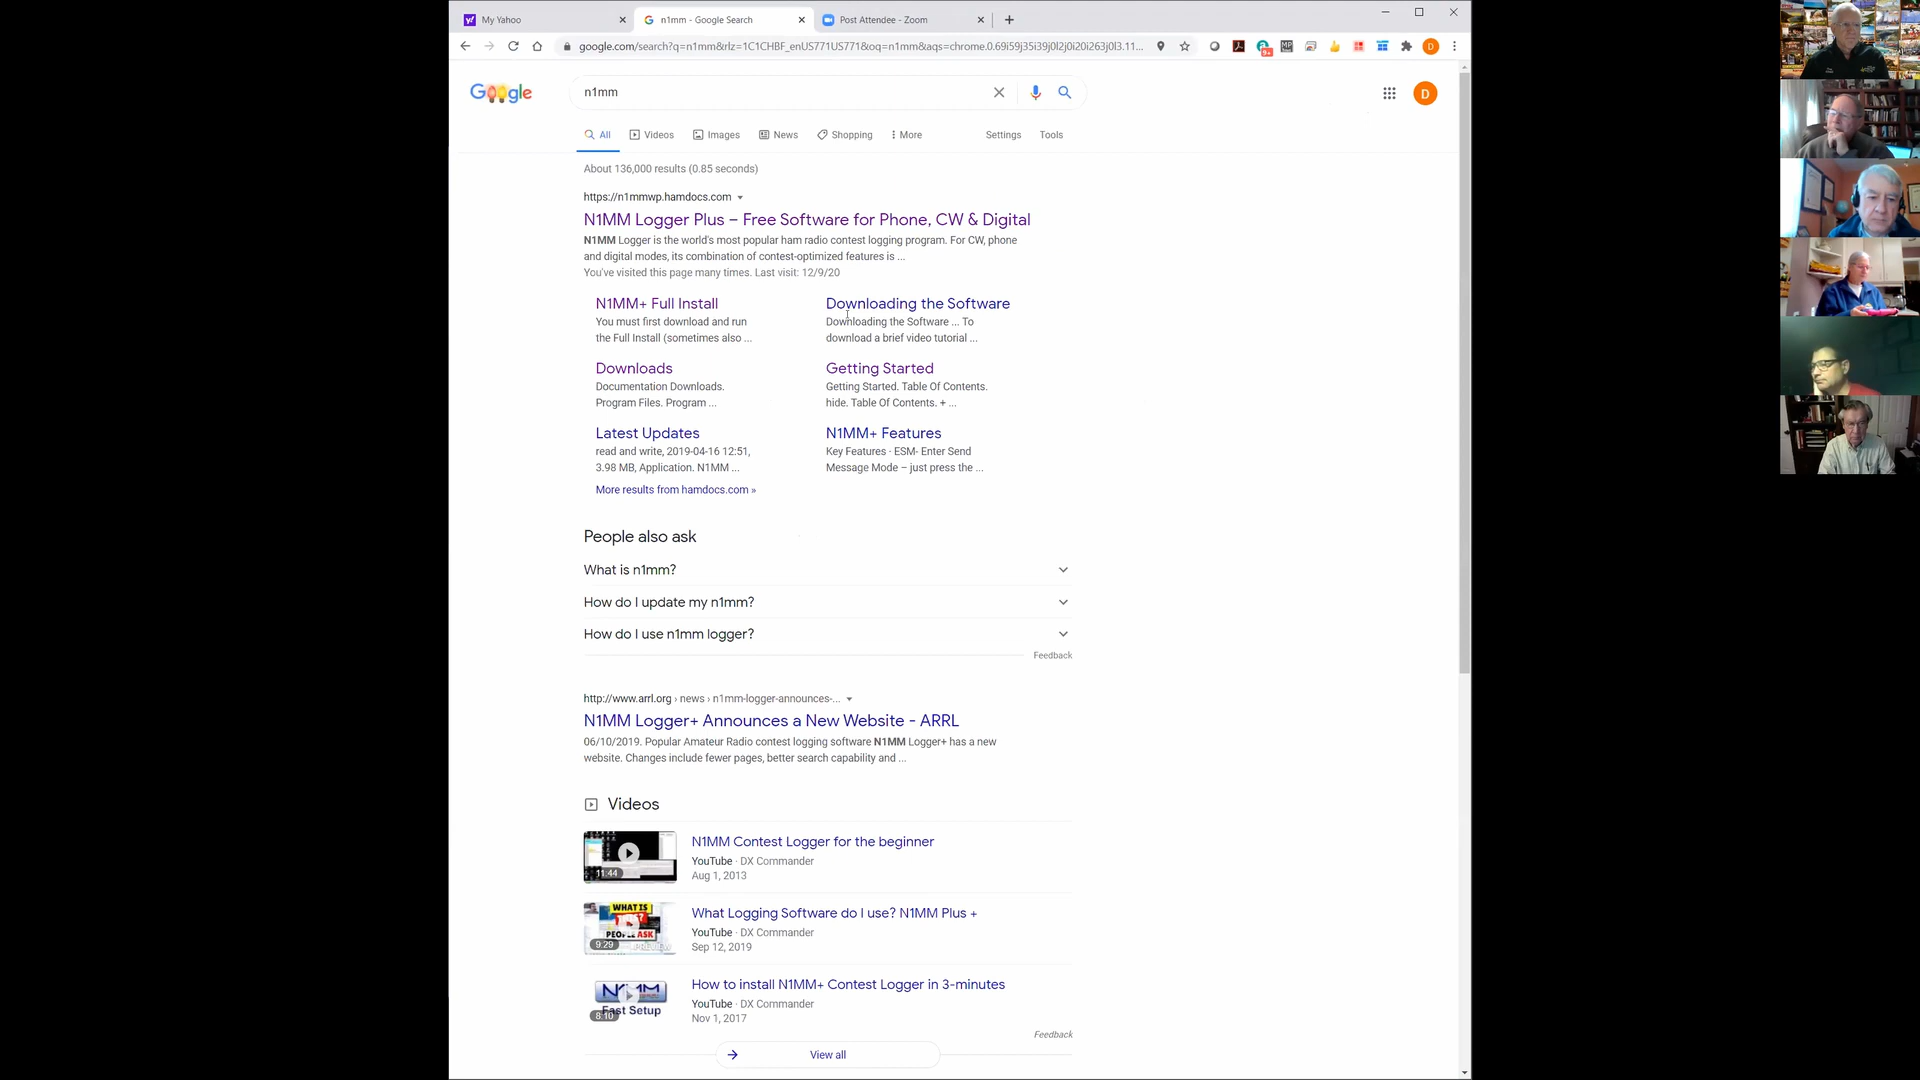 My Yahoo
n1mm - Google Search
Post Attendee - Zoom
google.com/search?q=n1mm&rlz=1C1CHBF_enUS771US771&oq=n1mm&aqs=chrome.0.69i59j35i39j0l2j0i20i263j0l3.11...
9+
MP
D
Google
n1mm
D
All
Videos
Images
News
Shopping
More
Settings
Tools
About 136,000 results (0.85 seconds)
https://n1mmwp.hamdocs.com
N1MM Logger Plus – Free Software for Phone, CW & Digital
N1MM Logger is the world's most popular ham radio contest logging program. For CW, phone
and digital modes, its combination of contest-optimized features is ...
You've visited this page many times. Last visit: 12/9/20
N1MM+ Full Install
You must first download and run
the Full Install (sometimes also ...
Downloading the Software
Downloading the Software ... To
download a brief video tutorial ...
Downloads
Documentation Downloads.
Program Files. Program ...
Getting Started
Getting Started. Table Of Contents.
hide. Table Of Contents. + ...
Latest Updates
read and write, 2019-04-16 12:51,
3.98 MB, Application. N1MM ...
N1MM+ Features
Key Features · ESM- Enter Send
Message Mode – just press the ...
More results from hamdocs.com »
People also ask
What is n1mm?
How do I update my n1mm?
How do I use n1mm logger?
Feedback
http://www.arrl.org › news › n1mm-logger-announces-...
N1MM Logger+ Announces a New Website - ARRL
06/10/2019. Popular Amateur Radio contest logging software N1MM Logger+ has a new
website. Changes include fewer pages, better search capability and ...
Videos
11:44
N1MM Contest Logger for the beginner
YouTube · DX Commander
Aug 1, 2013
WHAT IS
PEOPLE ASK
PREVIEW
9:29
What Logging Software do I use? N1MM Plus +
YouTube · DX Commander
Sep 12, 2019
N1MM
Fast Setup
8:10
How to install N1MM+ Contest Logger in 3-minutes
YouTube · DX Commander
Nov 1, 2017
Feedback
View all